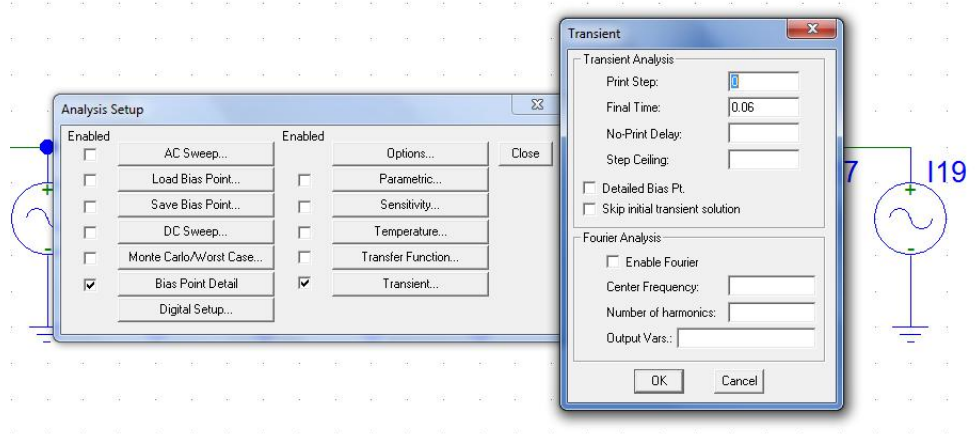 Analysis Setup
Enabled
Enabled
AC Sweep...
Options...
Close
Load Bias Point...
Parametric...
Save Bias Point...
Sensitivity...
DC Sweep...
Temperature...
Monte Carlo/Worst Case...
Transfer Function...
Bias Point Detail
Transient...
Digital Setup...
Transient
Transient Analysis
Print Step:
0
Final Time:
0.06
No-Print Delay:
Step Ceiling:
Detailed Bias Pt.
Skip initial transient solution
Fourier Analysis
Enable Fourier
Center Frequency:
Number of harmonics:
Output Vars.:
OK
Cancel
7
I19